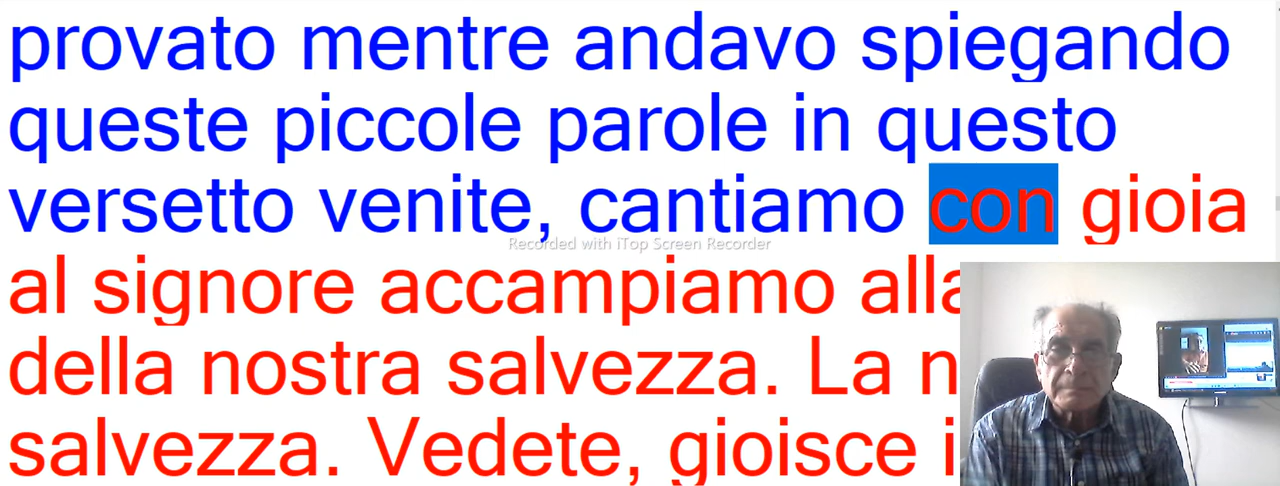 provato mentre andavo spiegando
queste piccole parole in questo
versetto venite, cantiamo con gioia
Recorded with iTop Screen Recorder
al signore accampiamo alla
della nostra salvezza. La n
salvezza. Vedete, gioisce i